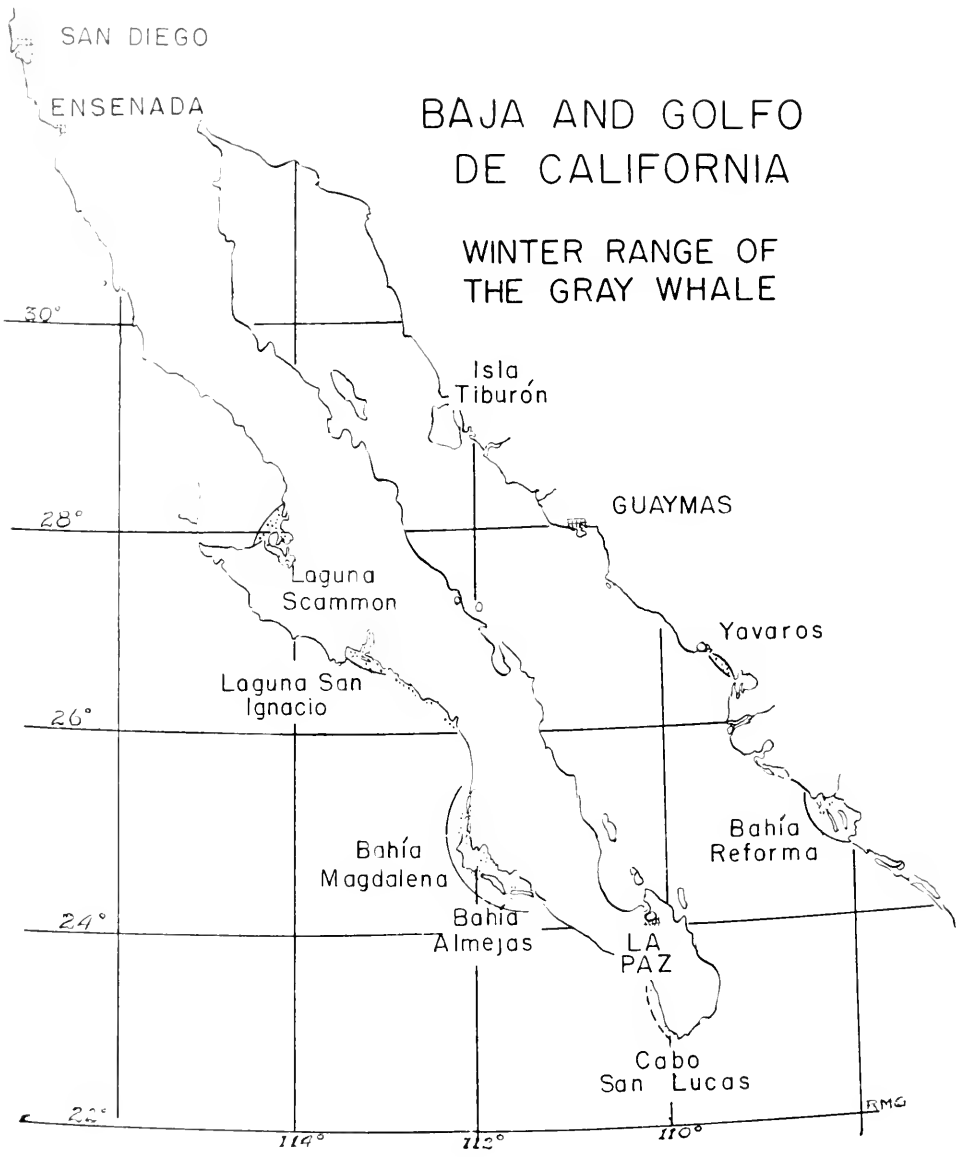 SAN DIEGO
ENSENADA
BAJA AND GOLFO
DE CALIFORNIA
WINTER RANGE OF
THE GRAY WHALE
30°
Isla
Tiburón
28°
GUAYMAS
Laguna
Scammon
Yavaros
Laguna San
Ignacio
26°
Bahía
Magdalena
Bahía
Reforma
24°
Bahía
Almejas
LA
PAZ
Cabo
San Lucas
22°
RMG
114°
112°
110°